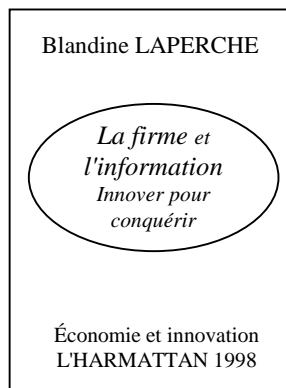 Blandine LAPERCHE
La firme et
l'information
Innover pour
conquérir
Économie et innovation
L'HARMATTAN 1998